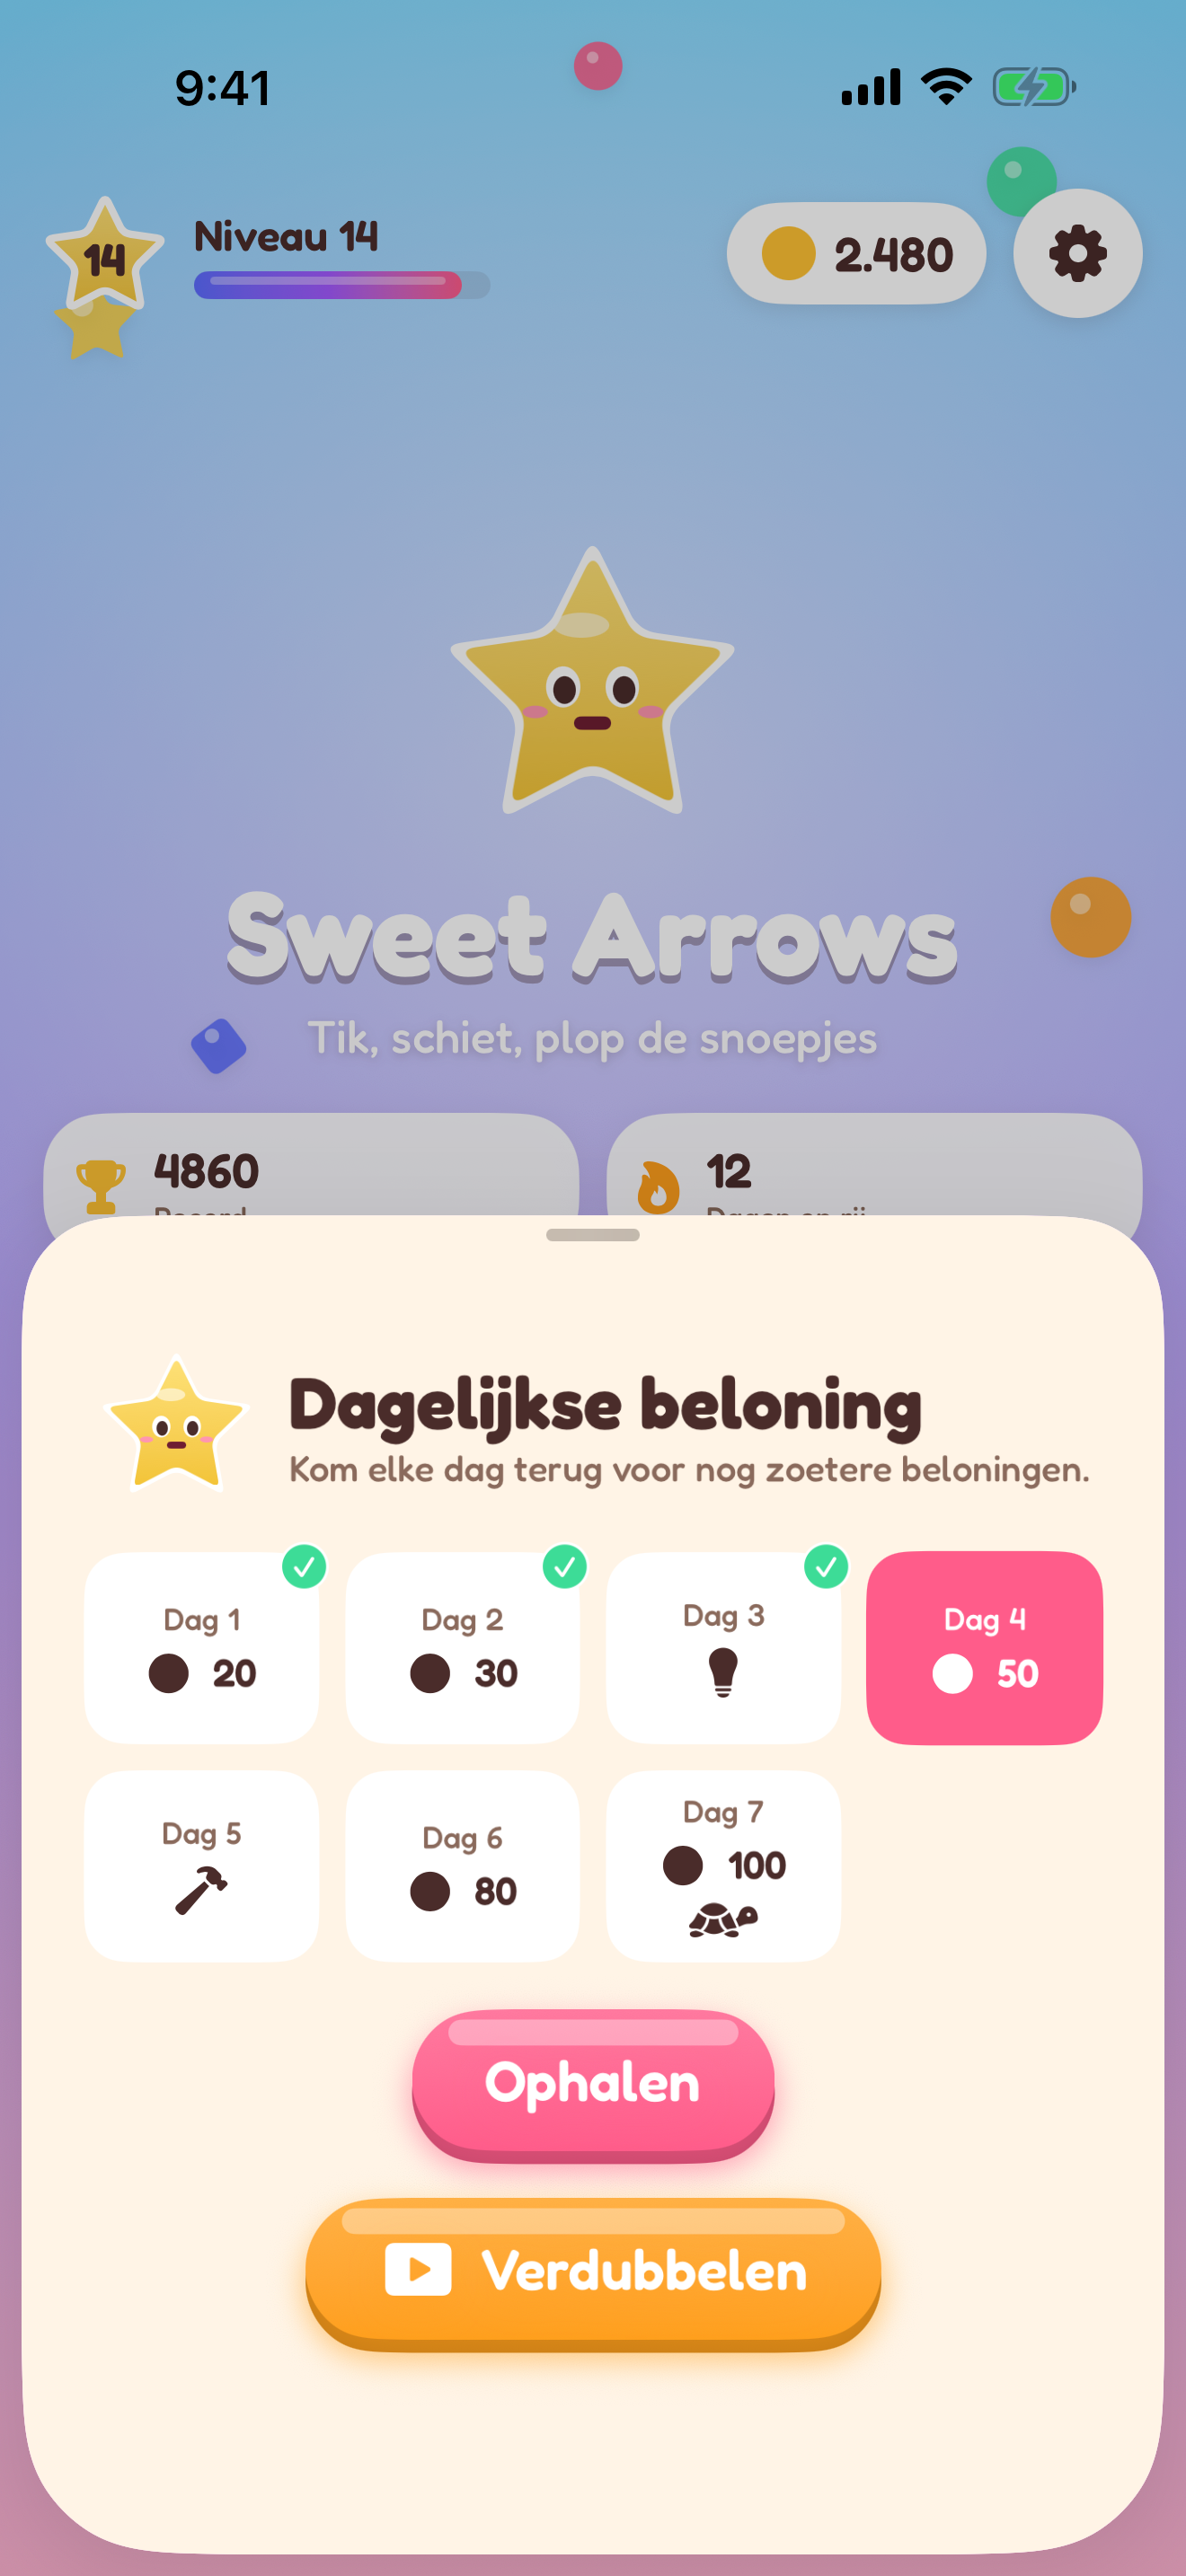 9:41
14
Niveau 14
2.480
Sweet Arrows
Tik, schiet, plop de snoepjes
4860
12
Dagelijkse beloning
Kom elke dag terug voor nog zoetere beloningen.
Dag 1
20
Dag 2
30
Dag 3
Dag 4
50
Dag 5
Dag 6
80
Dag 7
100
Ophalen
Verdubbelen